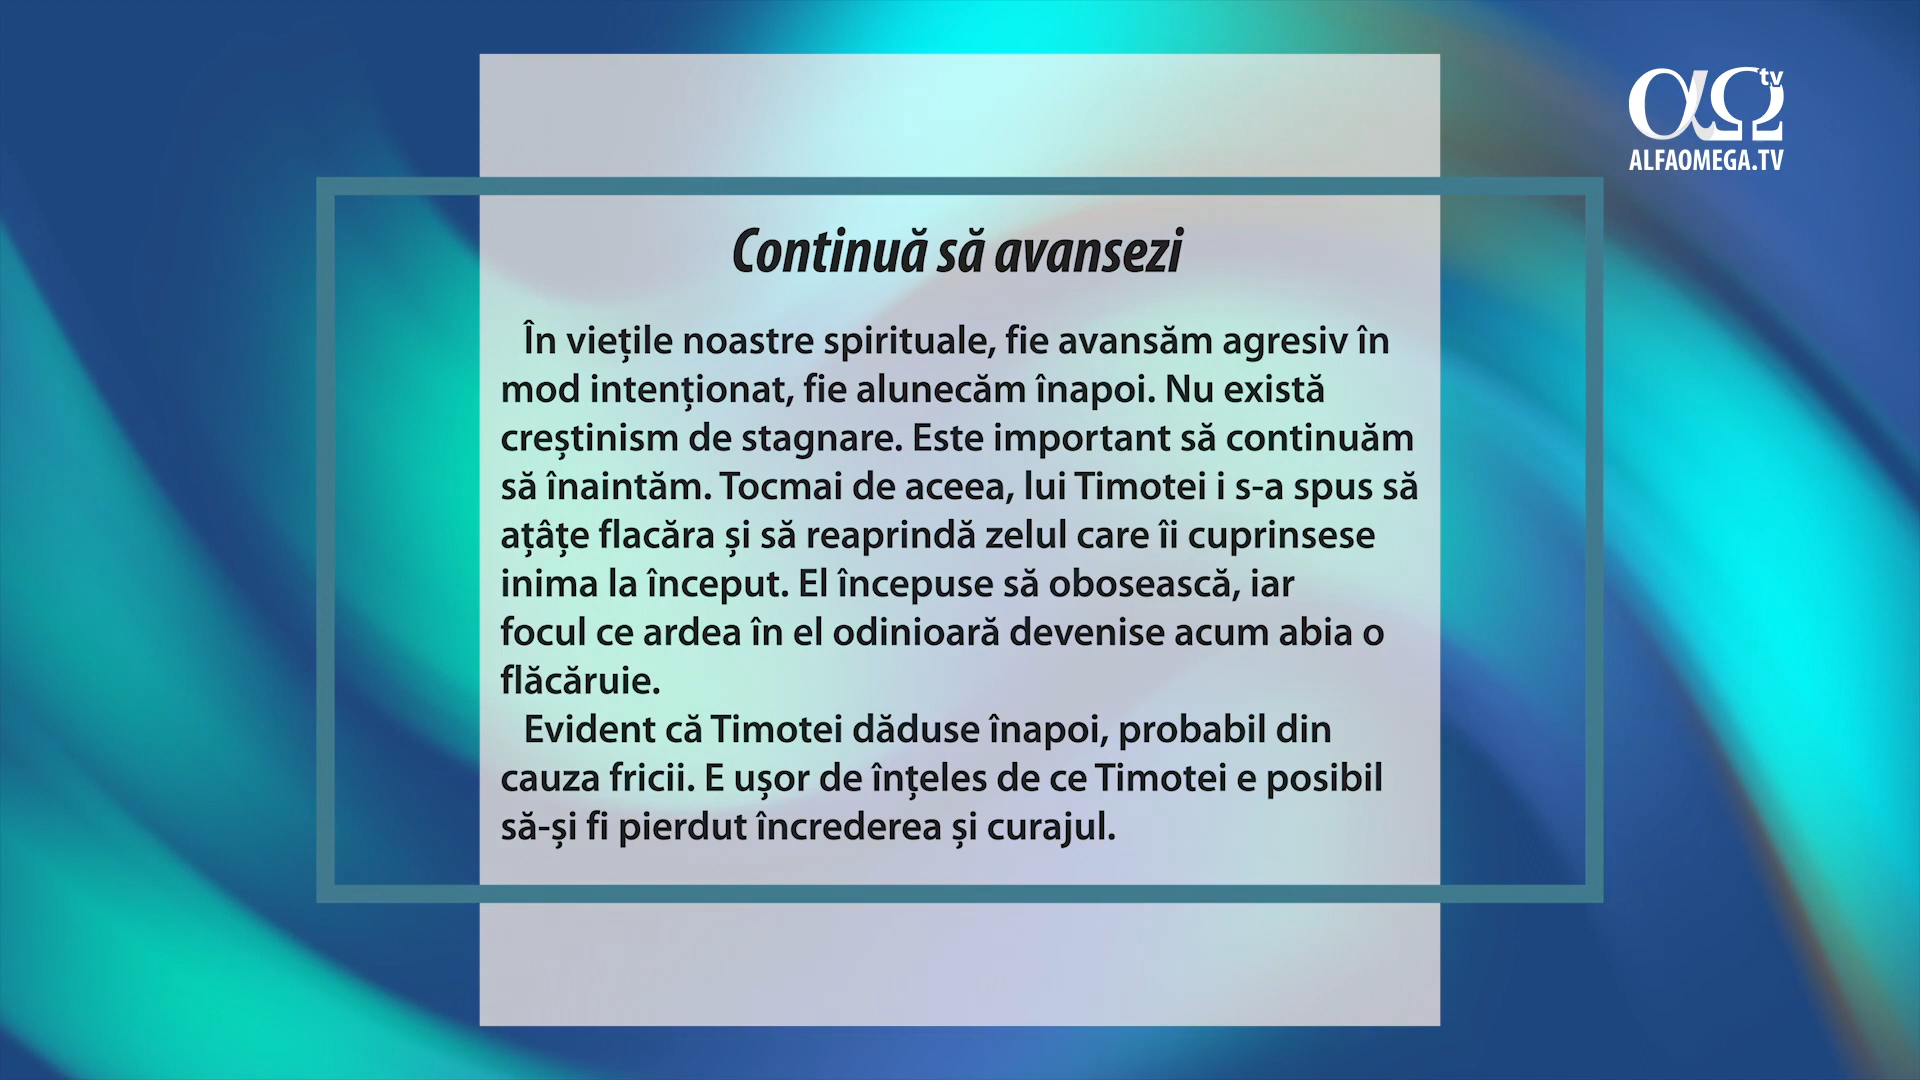 tv
αΩ
ALFAOMEGA.TV
Continuă să avansezi
În viețile noastre spirituale, fie avansăm agresiv în
mod intenționat, fie alunecăm înapoi. Nu există
creștinism de stagnare. Este important să continuăm
să înaintăm. Tocmai de aceea, lui Timotei i s-a spus să
ațâțe flacăra și să reaprindă zelul care îi cuprinsese
inima la început. El începuse să obosească, iar
focul ce ardea în el odinioară devenise acum abia o
flăcăruie.
Evident că Timotei dăduse înapoi, probabil din
cauza fricii. E ușor de înțeles de ce Timotei e posibil
să-și fi pierdut încrederea și curajul.